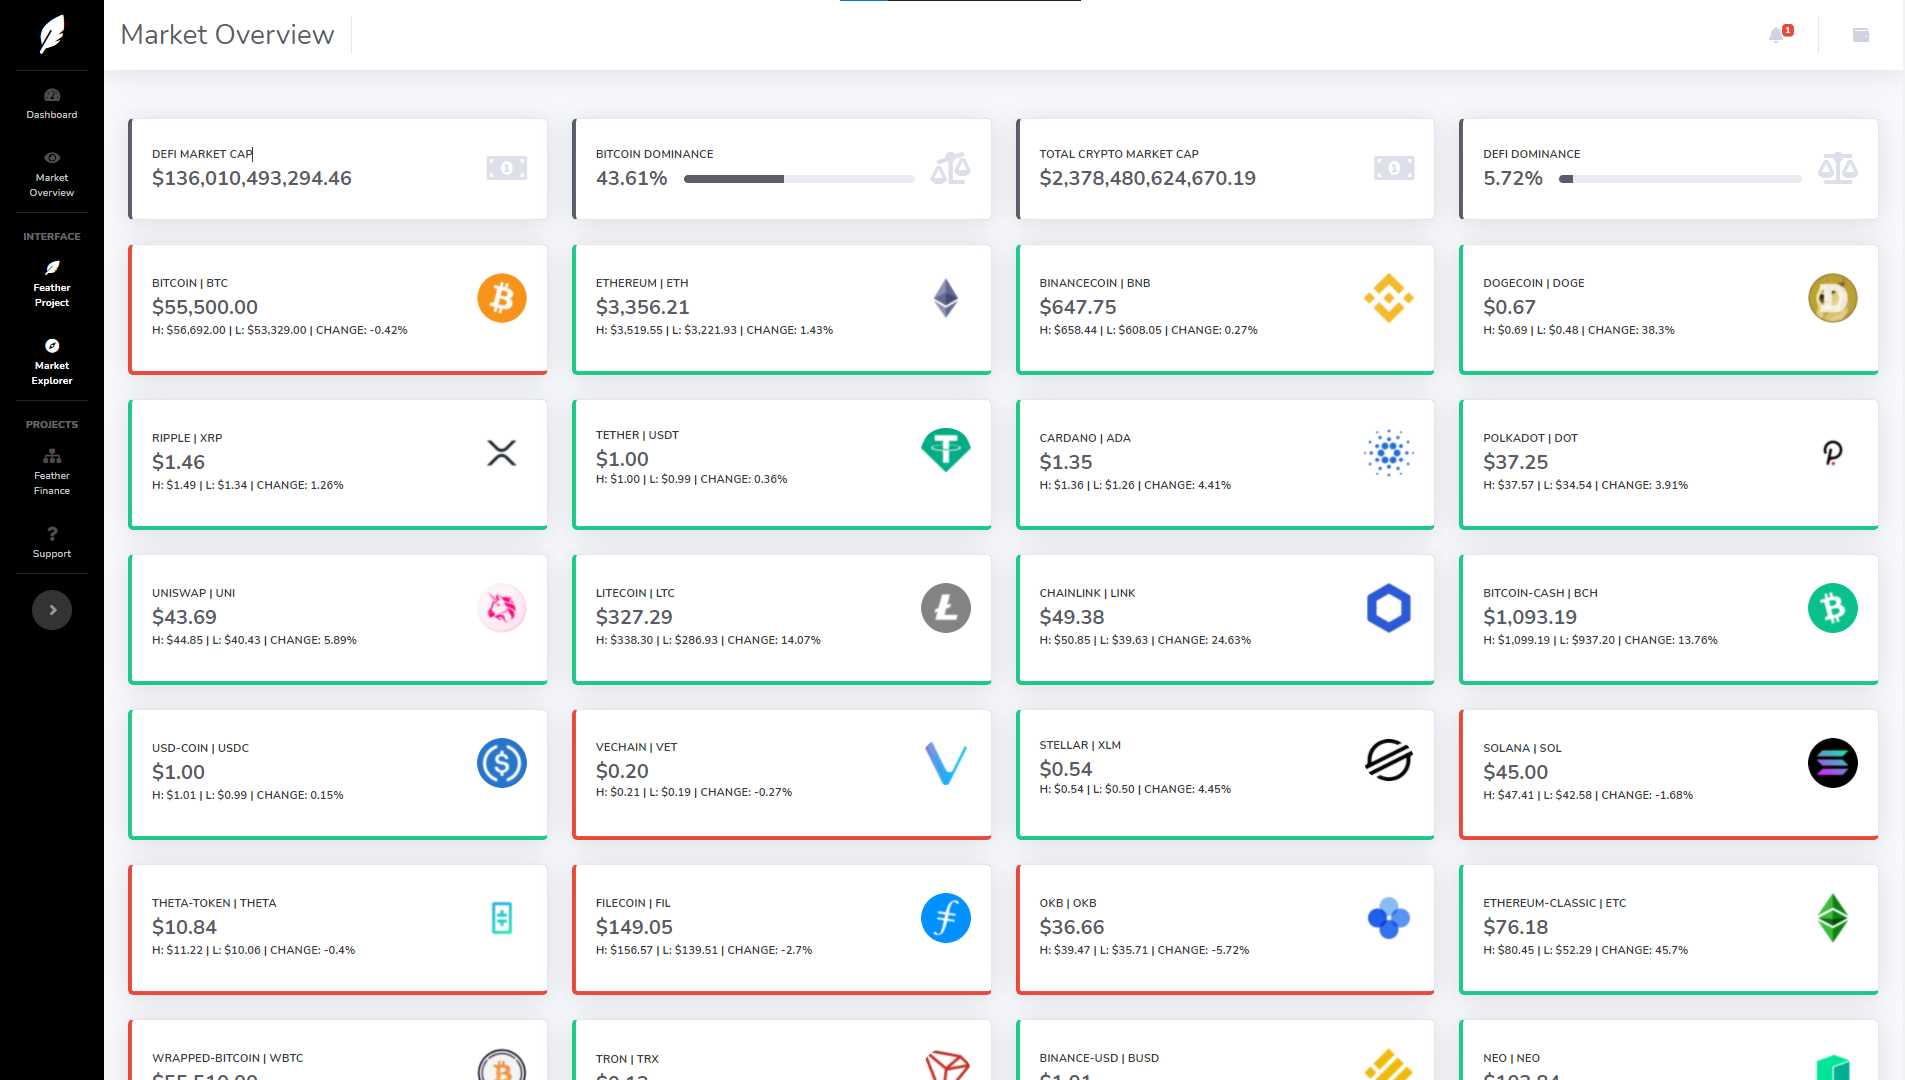 Market Overview
1
Dashboard
Market
Overview
INTERFACE
Feather
Project
Market
Explorer
PROJECTS
Feather
Finance
Support
DEFI MARKET CAP
$136,010,493,294.46
BITCOIN DOMINANCE
43.61%
TOTAL CRYPTO MARKET CAP
$2,378,480,624,670.19
DEFI DOMINANCE
5.72%
BITCOIN | BTC
$55,500.00
H: $56,692.00 | L: $53,329.00 | CHANGE: -0.42%
ETHEREUM | ETH
$3,356.21
H: $3,519.55 | L: $3,221.93 | CHANGE: 1.43%
BINANCECOIN | BNB
$647.75
H: $658.44 | L: $608.05 | CHANGE: 0.27%
DOGECOIN | DOGE
$0.67
H: $0.69 | L: $0.48 | CHANGE: 38.3%
RIPPLE | XRP
$1.46
H: $1.49 | L: $1.34 | CHANGE: 1.26%
TETHER | USDT
$1.00
H: $1.00 | L: $0.99 | CHANGE: 0.36%
CARDANO | ADA
$1.35
H: $1.36 | L: $1.26 | CHANGE: 4.41%
POLKADOT | DOT
$37.25
H: $37.57 | L: $34.54 | CHANGE: 3.91%
UNISWAP | UNI
$43.69
H: $44.85 | L: $40.43 | CHANGE: 5.89%
LITECOIN | LTC
$327.29
H: $338.30 | L: $286.93 | CHANGE: 14.07%
CHAINLINK | LINK
$49.38
H: $50.85 | L: $39.63 | CHANGE: 24.63%
BITCOIN-CASH | BCH
$1,093.19
H: $1,099.19 | L: $937.20 | CHANGE: 13.76%
USD-COIN | USDC
$1.00
H: $1.01 | L: $0.99 | CHANGE: 0.15%
VECHAIN | VET
$0.20
H: $0.21 | L: $0.19 | CHANGE: -0.27%
STELLAR | XLM
$0.54
H: $0.54 | L: $0.50 | CHANGE: 4.45%
SOLANA | SOL
$45.00
H: $47.41 | L: $42.58 | CHANGE: -1.68%
THETA-TOKEN | THETA
$10.84
H: $11.22 | L: $10.06 | CHANGE: -0.4%
FILECOIN | FIL
$149.05
H: $156.57 | L: $139.51 | CHANGE: -2.7%
OKB | OKB
$36.66
H: $39.47 | L: $35.71 | CHANGE: -5.72%
ETHEREUM-CLASSIC | ETC
$76.18
H: $80.45 | L: $52.29 | CHANGE: 45.7%
WRAPPED-BITCOIN | WBTC
TRON | TRX
BINANCE-USD | BUSD
NEO | NEO